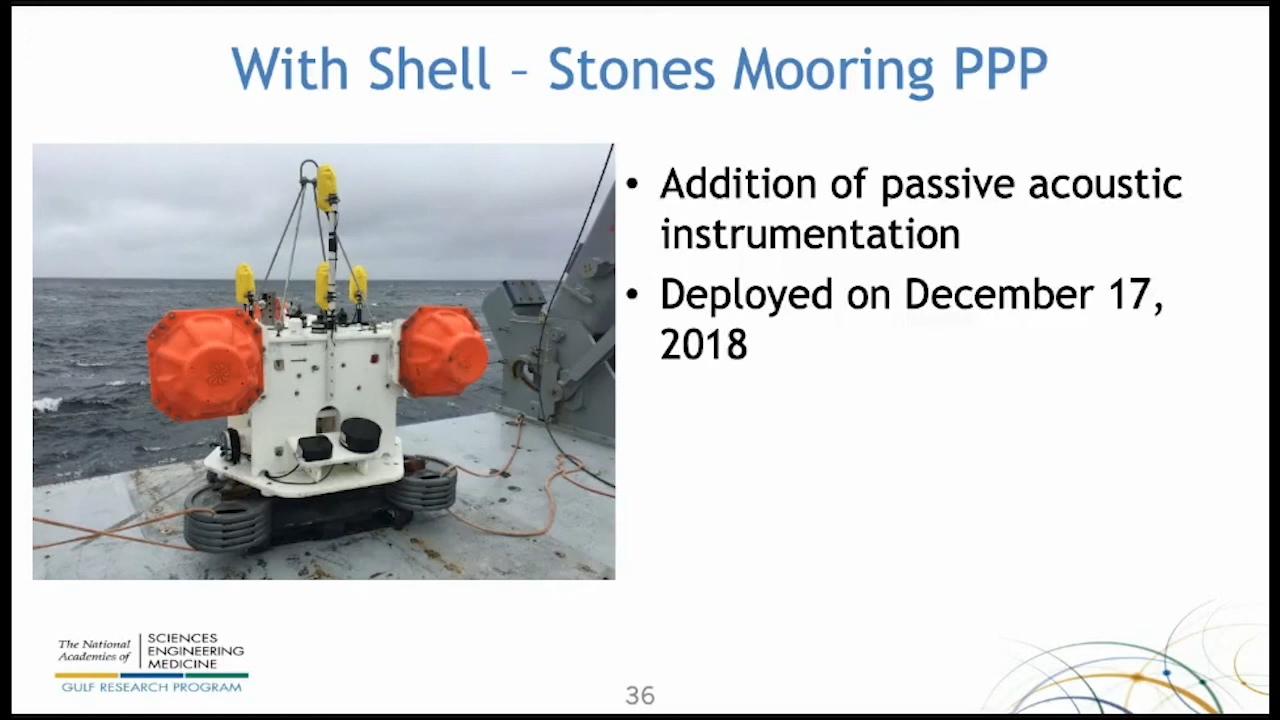 With Shell – Stones Mooring PPP
• Addition of passive acoustic
instrumentation
• Deployed on December 17,
2018
The National
Academies of
SCIENCES
ENGINEERING
MEDICINE
GULF RESEARCH PROGRAM
36